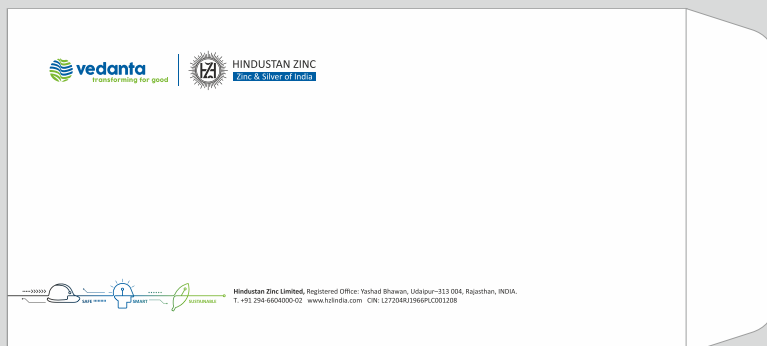 vedanta
transforming for good
HINDUSTAN ZINC
Zinc & Silver of India
SAFE
SMART
SUSTAINABLE
Hindustan Zinc Limited, Registered Office: Yashad Bhawan, Udaipur–313 004, Rajasthan, INDIA.
T. +91 294-6604000-02 www.hzlindia.com CIN: L27204RJ1966PLC001208